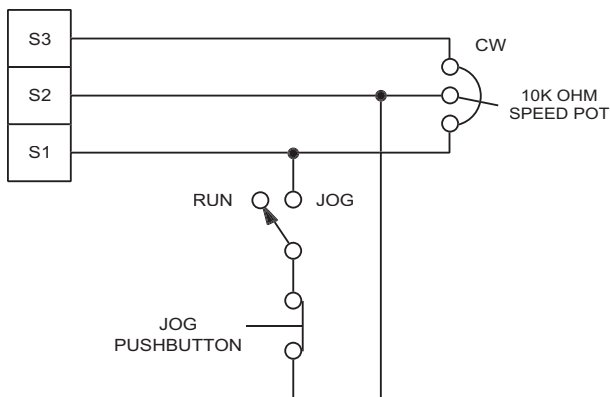 S3
CW
S2
10K OHM
SPEED POT
S1
RUN
JOG
JOG
PUSHBUTTON